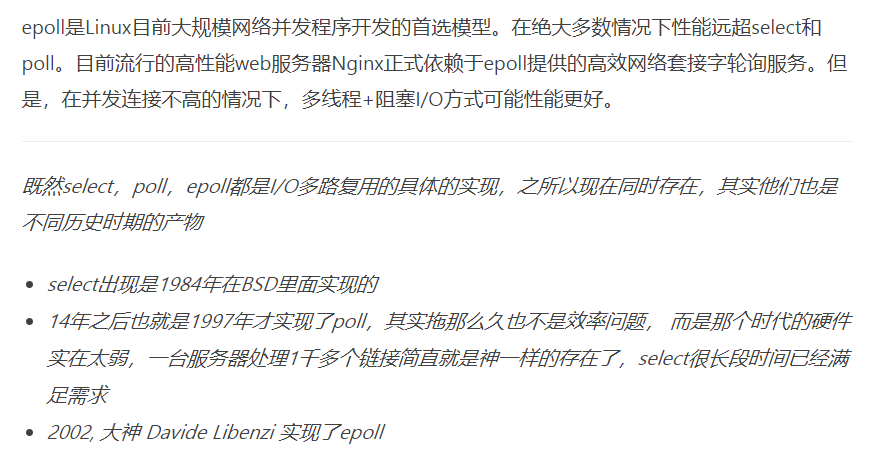 epoll是Linux目前大规模网络并发程序开发的首选模型。在绝大多数情况下性能远超select和
poll。目前流行的高性能web服务器Nginx正式依赖于epoll提供的高效网络套接字轮询服务。但
是，在并发连接不高的情况下，多线程+阻塞I/O方式可能性能更好。
既然select，poll，epoll都是I/O多路复用的具体的实现，之所以现在同时存在，其实他们也是
不同历史时期的产物
• select出现是1984年在BSD里面实现的
• 14年之后也就是1997年才实现了poll，其实拖那么久也不是效率问题， 而是那个时代的硬件
实在太弱，一台服务器处理1千多个链接简直就是神一样的存在了，select很长段时间已经满
足需求
• 2002, 大神 Davide Libenzi 实现了epoll